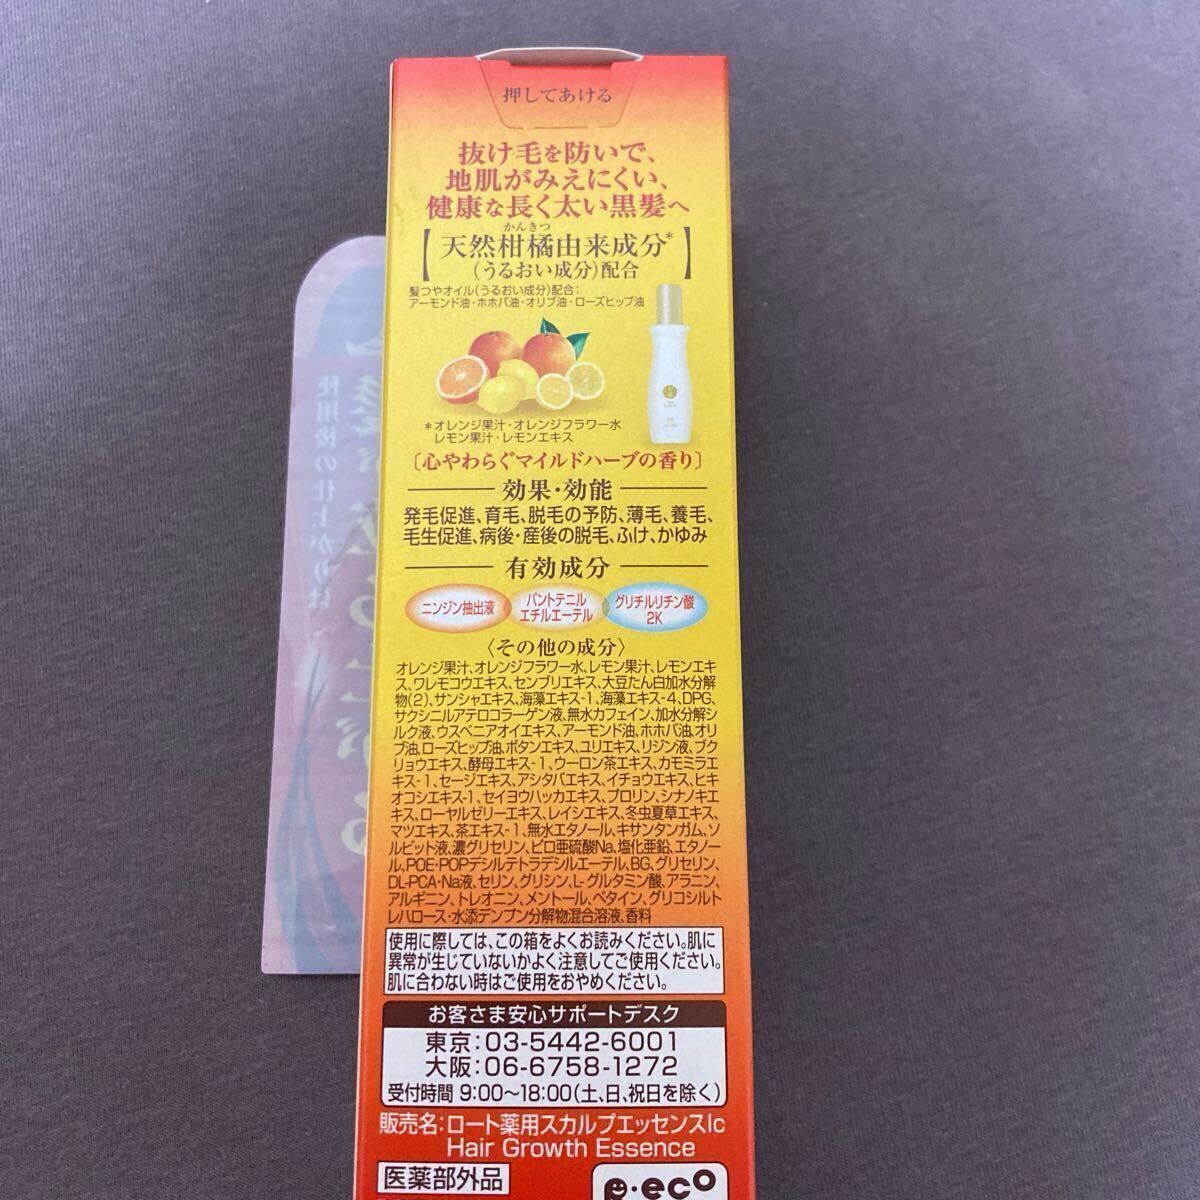 押してあける
抜け毛を防いで、
地肌がみえにくい、
健康な長く太い黒髪へ
かんきつ
【天然柑橘由来成分*
(うるおい成分)配合】
髪つやオイル(うるおい成分)配合:
アーモンド油・ホホバ油・オリブ油・ローズヒップ油
*オレンジ果汁・オレンジフラワー水
レモン果汁・レモンエキス
〔心やわらぐマイルドハーブの香り〕
効果・効能
発毛促進、育毛、脱毛の予防、薄毛、養毛、
毛生促進、病後・産後の脱毛、ふけ、かゆみ
有効成分
ニンジン抽出液
パントテニル
エチルエーテル
グリチルリチン酸
2K
〈その他の成分〉
オレンジ果汁、オレンジフラワー水、レモン果汁、レモンエキ
ス、ワレモコウエキス、センブリエキス、大豆たん白加水分解
物(2)、サンシャエキス、海藻エキス-1、海藻エキス-4、DPG、
サクシニルアテロコラーゲン液、無水カフェイン、加水分解シ
ルク液、ウスベニアオイエキス、アーモンド油、ホホバ油、オリ
ブ油、ローズヒップ油、ボタンエキス、ユリエキス、リジン液、ブク
リョウエキス、酵母エキス-1、ウーロン茶エキス、カモミラエ
キス-1、セージエキス、アシタバエキス、イチョウエキス、ヒキ
オコシエキス-1、セイヨウハッカエキス、プロリン、シナノキエ
キス、ローヤルゼリーエキス、レイシエキス、冬虫夏草エキス、
マツエキス、茶エキス-1、無水エタノール、キサンタンガム、ソ
ルビット液、濃グリセリン、ピロ亜硫酸Na、塩化亜鉛、エタノー
ル、POE・POPデシルテトラデシルエーテル、BG、グリセリン、
DL-PCA・Na液、セリン、グリシン、L-グルタミン酸、アラニン、
アルギニン、トレオニン、メントール、ベタイン、グリコシルト
レハロース・水添デンプン分解物混合溶液、香料
使用に際しては、この箱をよくお読みください。肌に
異常が生じていないかよく注意してご使用ください。
肌に合わない時はご使用をおやめください。
お客さま安心サポートデスク
東京:03-5442-6001
大阪:06-6758-1272
受付時間 9:00〜18:00(土、日、祝日を除く)
販売名:ロート薬用スカルプエッセンスIc
Hair Growth Essence
医薬部外品
e・eco
使用後の仕上がりは